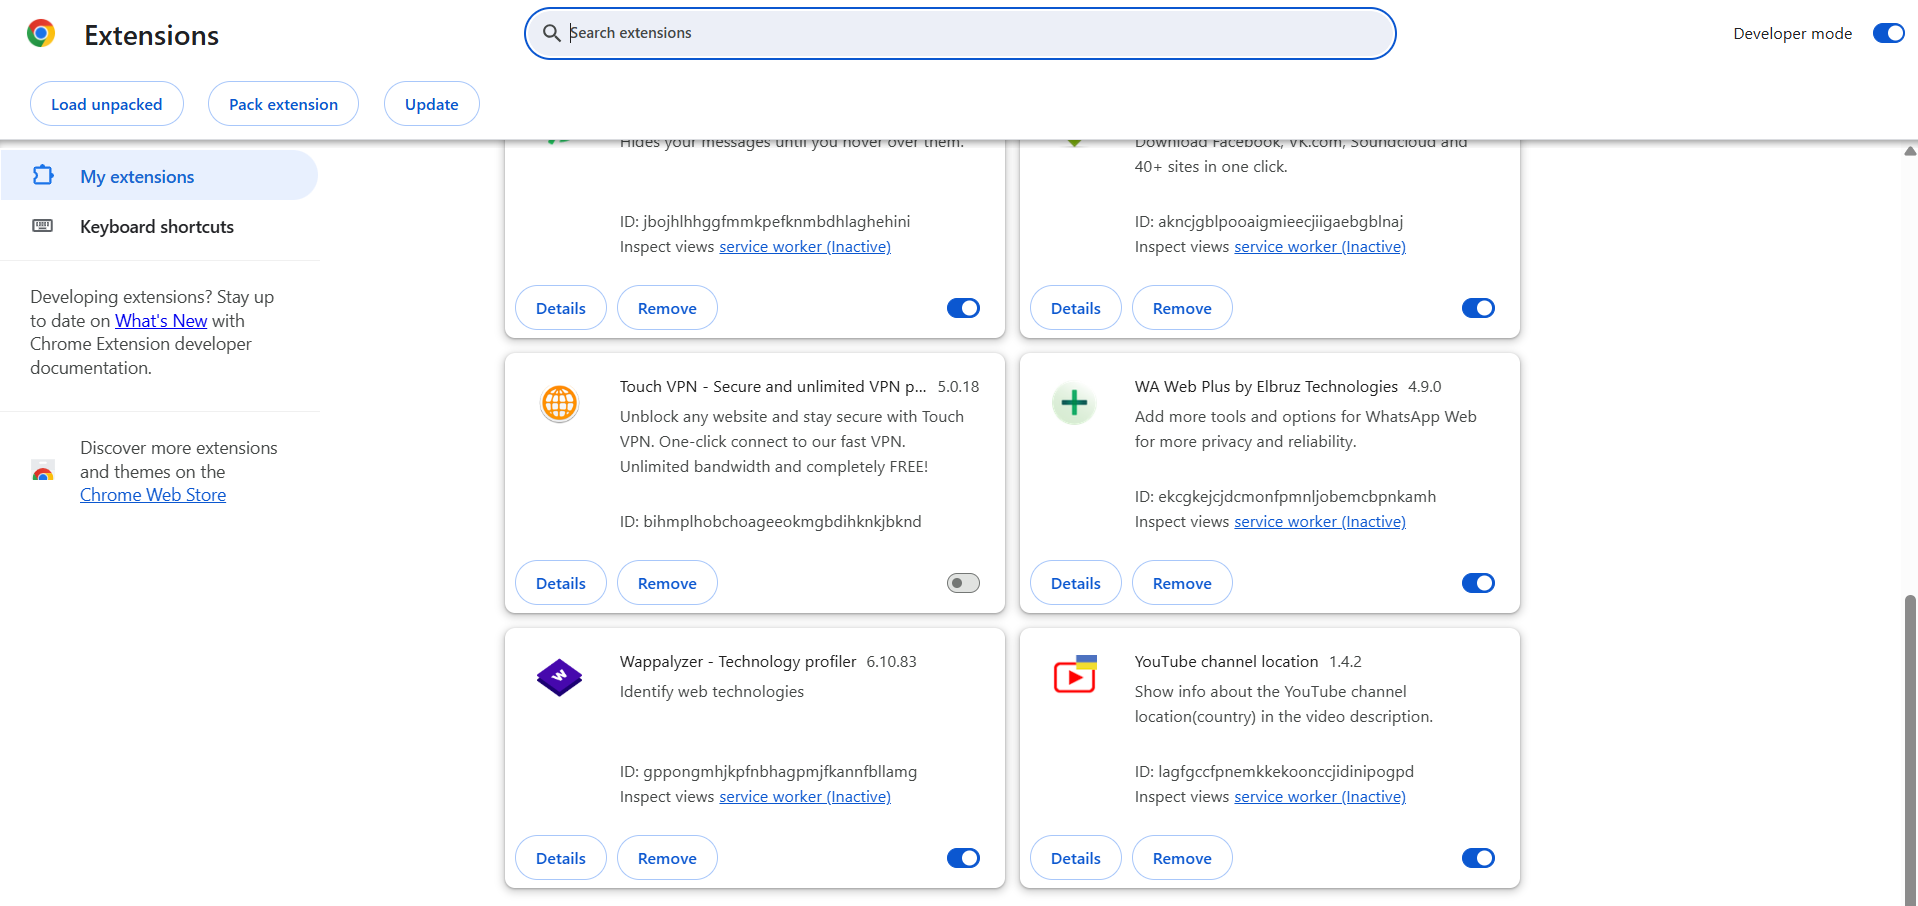 Extensions
Search extensions
Developer mode
Load unpacked
Pack extension
Update
My extensions
Keyboard shortcuts
Developing extensions? Stay up
to date on What's New with
Chrome Extension developer
documentation.
Discover more extensions
and themes on the
Chrome Web Store
Hides your messages until you hover over them.
ID: jbojhlhhggfmmkpefknmbdhlaghehini
Inspect views service worker (Inactive)
Details
Remove
Download Facebook, VK.com, Soundcloud and
40+ sites in one click.
ID: akncjgblpooaigmieecjiigaebgblnaj
Inspect views service worker (Inactive)
Details
Remove
Touch VPN - Secure and unlimited VPN p... 5.0.18
Unblock any website and stay secure with Touch
VPN. One-click connect to our fast VPN.
Unlimited bandwidth and completely FREE!
ID: bihmplhobchoageeokmgbdihknkjbknd
Details
Remove
WA Web Plus by Elbruz Technologies 4.9.0
Add more tools and options for WhatsApp Web
for more privacy and reliability.
ID: ekcgkejcjdcmonfpmnljobemcbpnkamh
Inspect views service worker (Inactive)
Details
Remove
W
Wappalyzer - Technology profiler 6.10.83
Identify web technologies
ID: gppongmhjkpfnbhagpmjfkannfbllamg
Inspect views service worker (Inactive)
Details
Remove
YouTube channel location 1.4.2
Show info about the YouTube channel
location(country) in the video description.
ID: lagfgccfpnemkkekoonccjidinipogpd
Inspect views service worker (Inactive)
Details
Remove